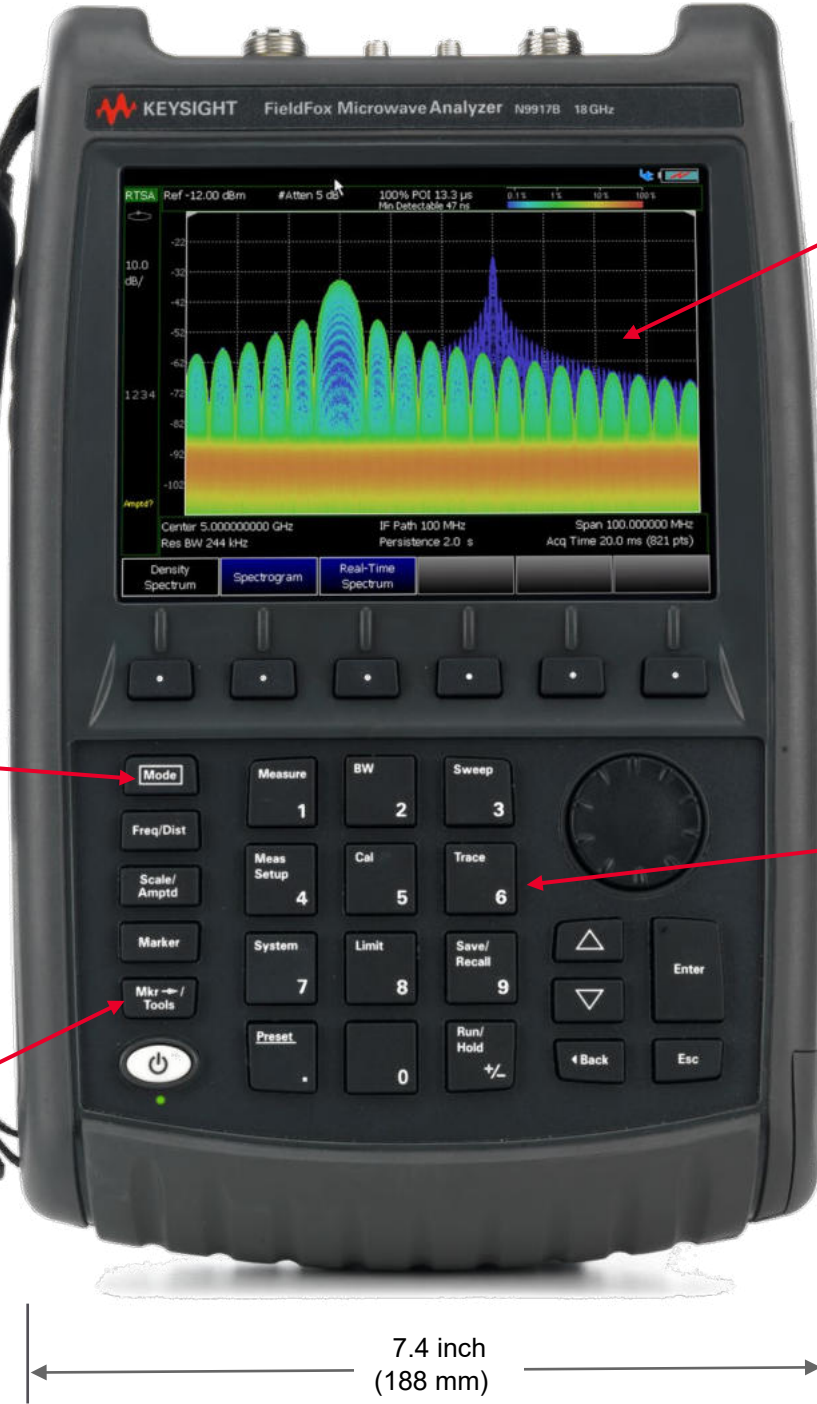 KEYSIGHT FieldFox Microwave Analyzer N9917B 18 GHz
RTSA Ref -12.00 dBm #Atten 5 dB 100% POI 13.3 µs 0.1% 1% 10% 100%
Min Detectable 47 ns
-22
10.0
dB/
-32
-42
-52
-62
1234
-72
-82
-92
-102
Amptd?
Center 5.000000000 GHz IF Path 100 MHz Span 100.000000 MHz
Res BW 244 kHz Persistence 2.0 s Acq Time 20.0 ms (821 pts)
Density
Spectrum
Spectrogram
Real-Time
Spectrum
Mode
Measure
1
BW
2
Sweep
3
Freq/Dist
Meas
Setup
4
Cal
5
Trace
6
Scale/
Amptd
Marker
System
7
Limit
8
Save/
Recall
9
Enter
Mkr→/
Tools
Preset
.
0
Run/
Hold
+/-
Back
Esc
7.4 inch
(188 mm)